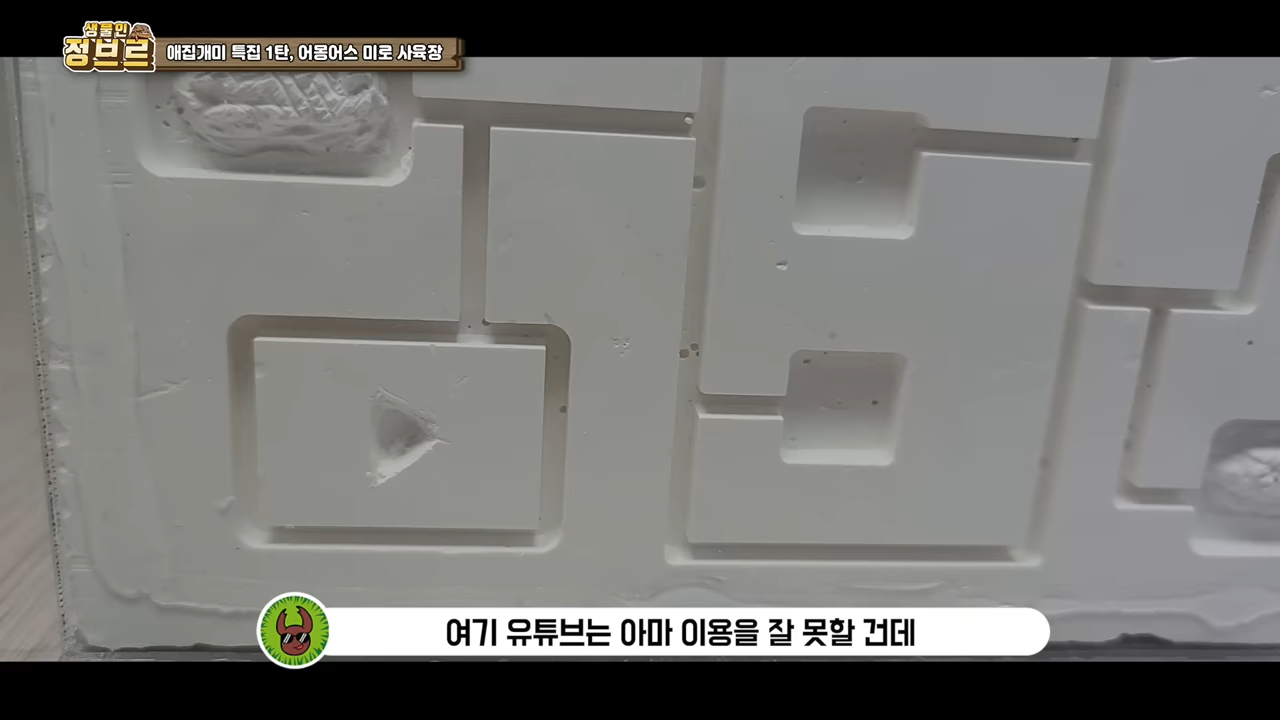 생물인
정브르
애집개미 특집 1탄, 어몽어스 미로 사육장
여기 유튜브는 아마 이용을 잘 못할 건데